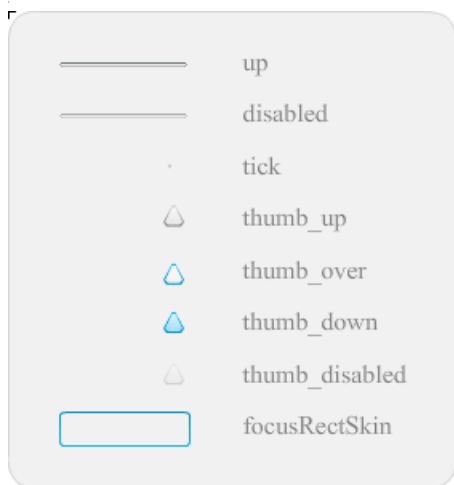 up
disabled
tick
thumb_up
thumb_over
thumb_down
thumb_disabled
focusRectSkin